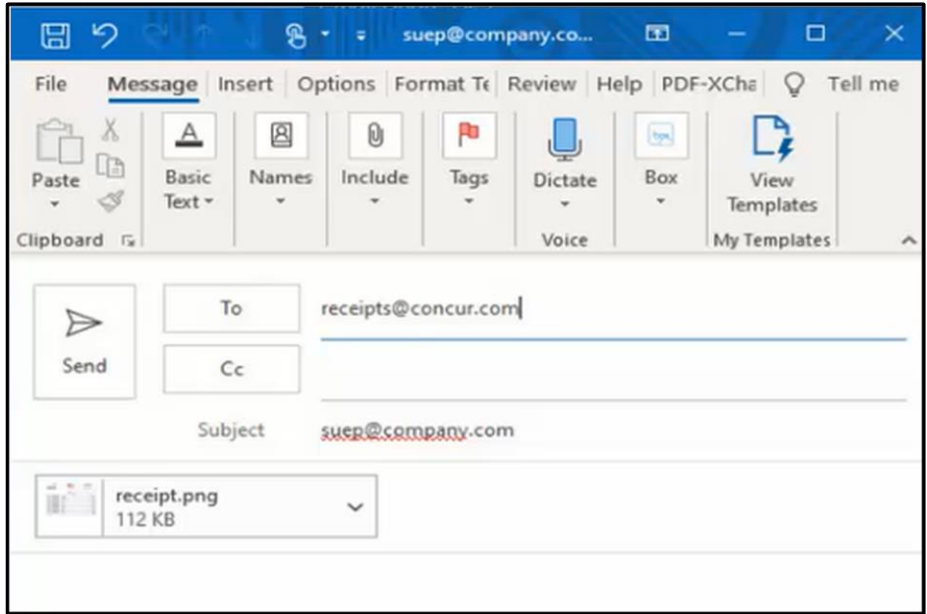 suep@company.co...
File Message Insert Options Format Te Review Help PDF-XCha Tell me
Paste Basic Text Names Include Tags Dictate Box View Templates
Clipboard Voice My Templates
To receipts@concur.com
Send
Cc
Subject suep@company.com
receipt.png
112 KB